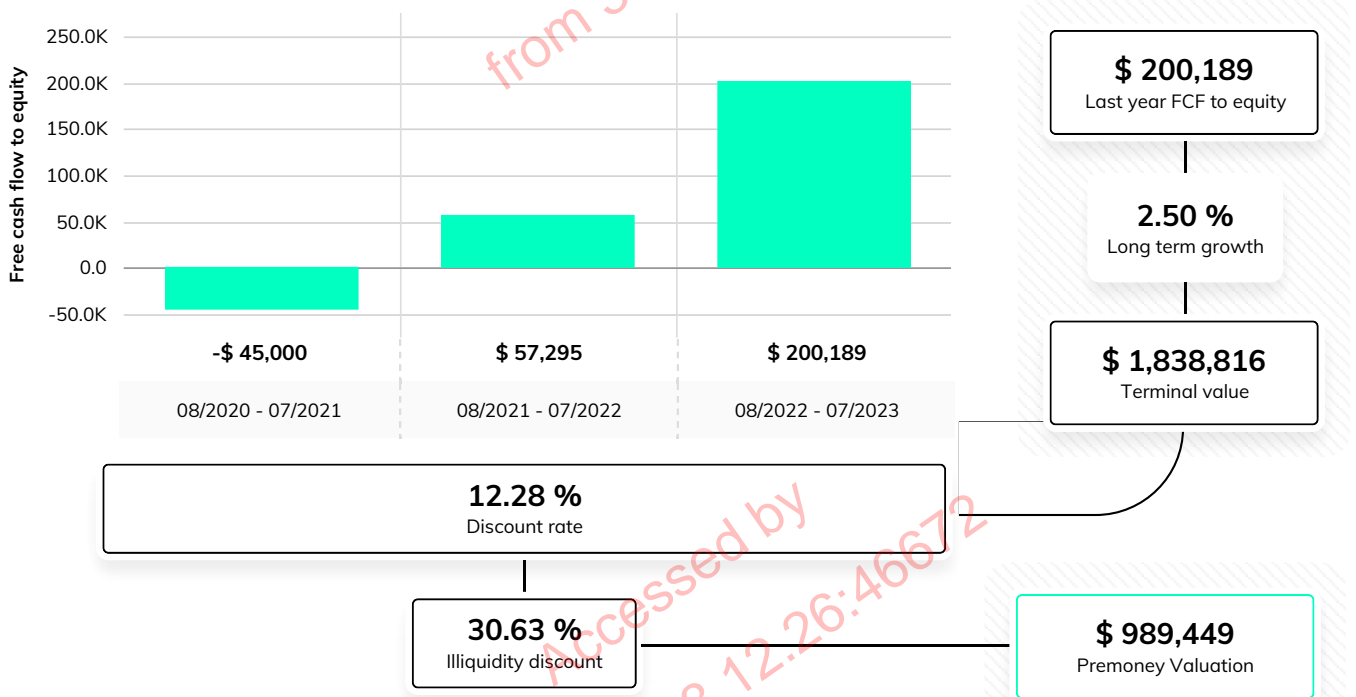 Free cash flow to equity
250.0K
200.0K
150.0K
100.0K
50.0K
0.0
-50.0K
-$ 45,000
$ 57,295
$ 200,189
08/2020 - 07/2021
08/2021 - 07/2022
08/2022 - 07/2023
$ 200,189
Last year FCF to equity
2.50 %
Long term growth
$ 1,838,816
Terminal value
12.28 %
Discount rate
30.63 %
Illiquidity discount
$ 989,449
Premoney Valuation
from
Accessed by
12.26:46672